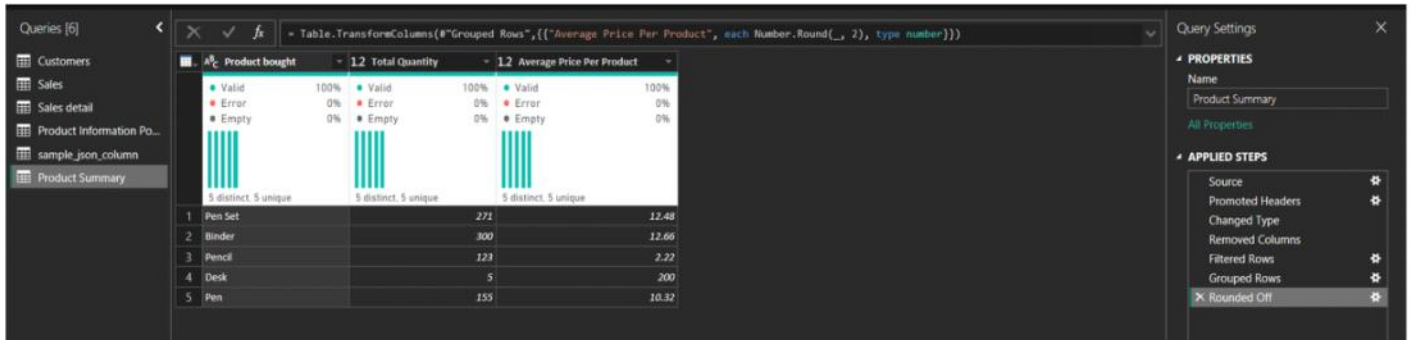 Queries [6]
Customers
Sales
Sales detail
Product Information Po...
sample_json_column
Product Summary
fx = Table.TransformColumns(#"Grouped Rows",{{"Average Price Per Product", each Number.Round(_, 2), type number}})
ABC Product bought 1.2 Total Quantity 1.2 Average Price Per Product
Valid 100% Valid 100% Valid 100%
Error 0% Error 0% Error 0%
Empty 0% Empty 0% Empty 0%
5 distinct, 5 unique 5 distinct, 5 unique 5 distinct, 5 unique
1 Pen Set 271 12.48
2 Binder 300 12.66
3 Pencil 123 2.22
4 Desk 5 200
5 Pen 155 10.32
Query Settings
PROPERTIES
Name
Product Summary
All Properties
APPLIED STEPS
Source
Promoted Headers
Changed Type
Removed Columns
Filtered Rows
Grouped Rows
Rounded Off